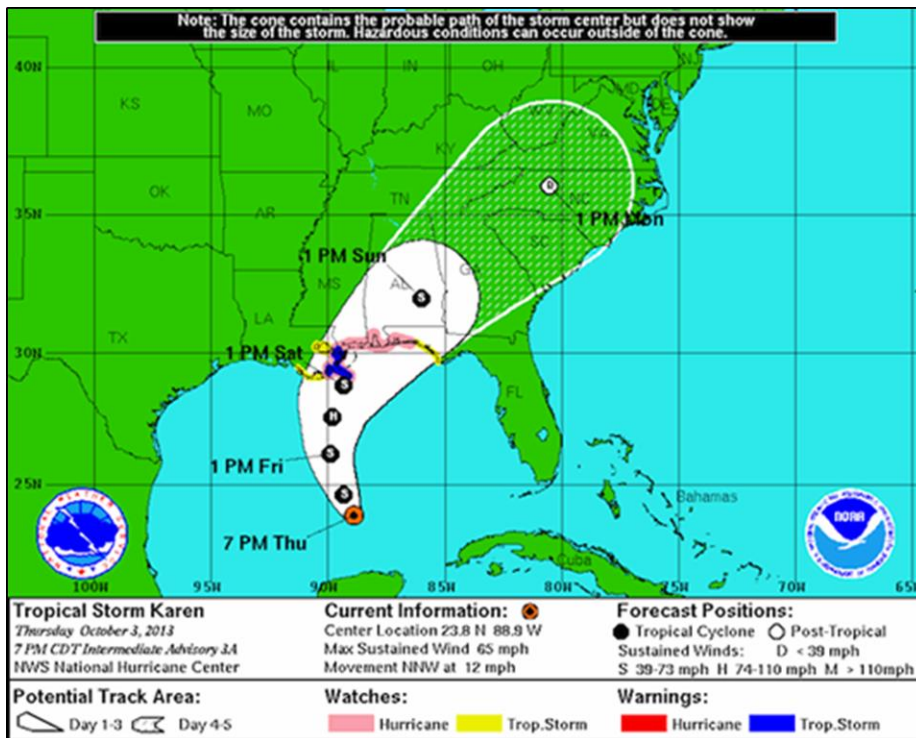 Note: The cone contains the probable path of the storm center but does not show
the size of the storm. Hazardous conditions can occur outside of the cone.
40N
IL
IN
OH
NJ
MD
DE
KS
MO
WV
VA
KY
OK
AR
TN
NC
35N
1 PM Mon
SC
1 PM Sun
MS
AL
GA
S
D
TX
LA
30N
1 PM Sat
S
FL
H
1 PM Fri
S
25N
S
Bahamas
7 PM Thu
NOAA
Cuba
100W
95W
90W
85W
80W
75W
70W
65W
Tropical Storm Karen
Thursday October 3, 2013
7 PM CDT Intermediate Advisory 3A
NWS National Hurricane Center
Current Information:
Center Location 23.8 N 88.9 W
Max Sustained Wind 65 mph
Movement NNW at 12 mph
Forecast Positions:
Tropical Cyclone Post-Tropical
Sustained Winds: D < 39 mph
S 39-73 mph H 74-110 mph M > 110mph
Potential Track Area:
Day 1-3 Day 4-5
Watches:
Hurricane Trop.Storm
Warnings:
Hurricane Trop.Storm